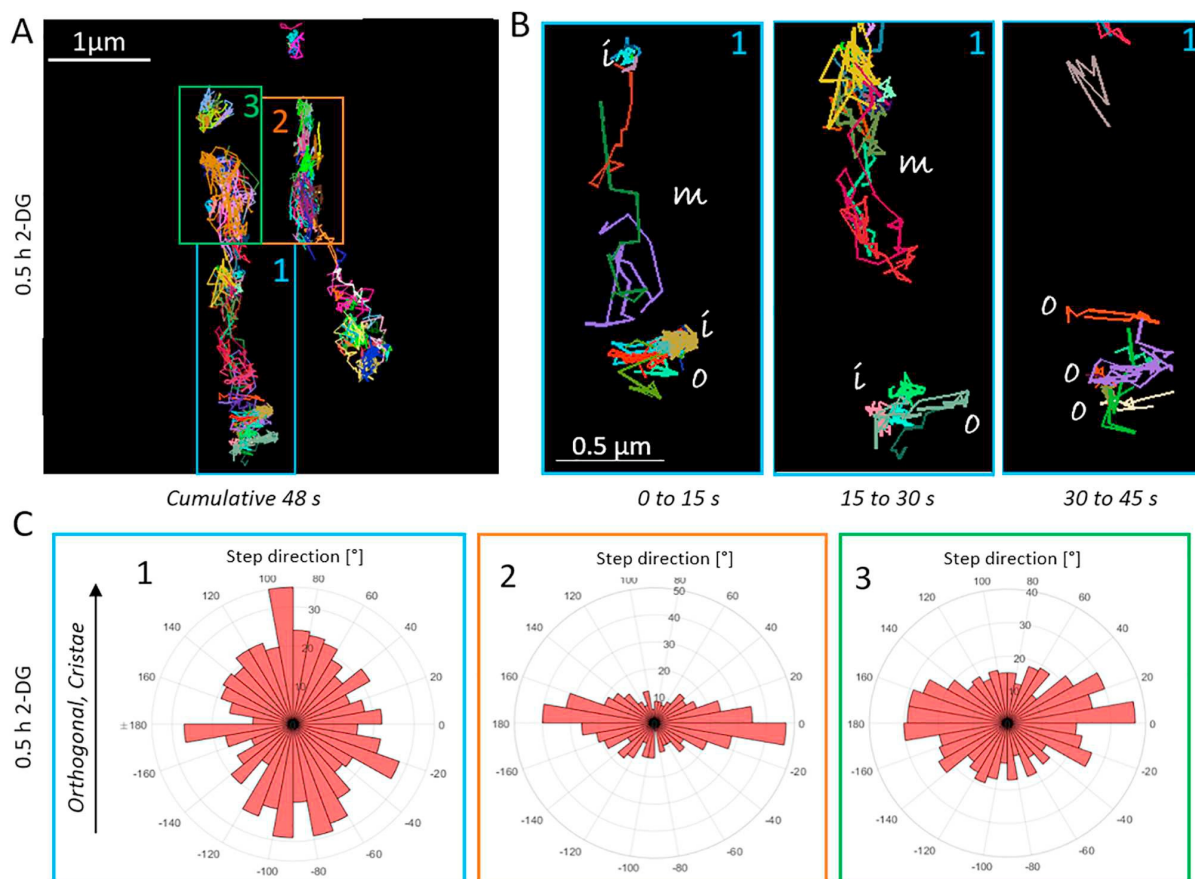 A
B
1µm
0.5 h 2-DG
3
2
1
1
i
m
i
o
0.5 µm
1
m
i
o
1
o
o
o
Cumulative 48 s
0 to 15 s
15 to 30 s
30 to 45 s
C
0.5 h 2-DG
Orthogonal, Cristae
1
Step direction [°]
100 80
120 60
140 40
160 20
±180 0
-160 -20
-140 -40
-120 -60
-100 -80
10 20 30
2
Step direction [°]
100 80
120 60
140 40
160 20
180 0
-160 -20
-140 -40
-120 -60
-100 -80
10 20 30 40 50
3
Step direction [°]
100 80
120 60
140 40
160 20
180 0
-160 -20
-140 -40
-120 -60
-100 -80
10 20 30 40